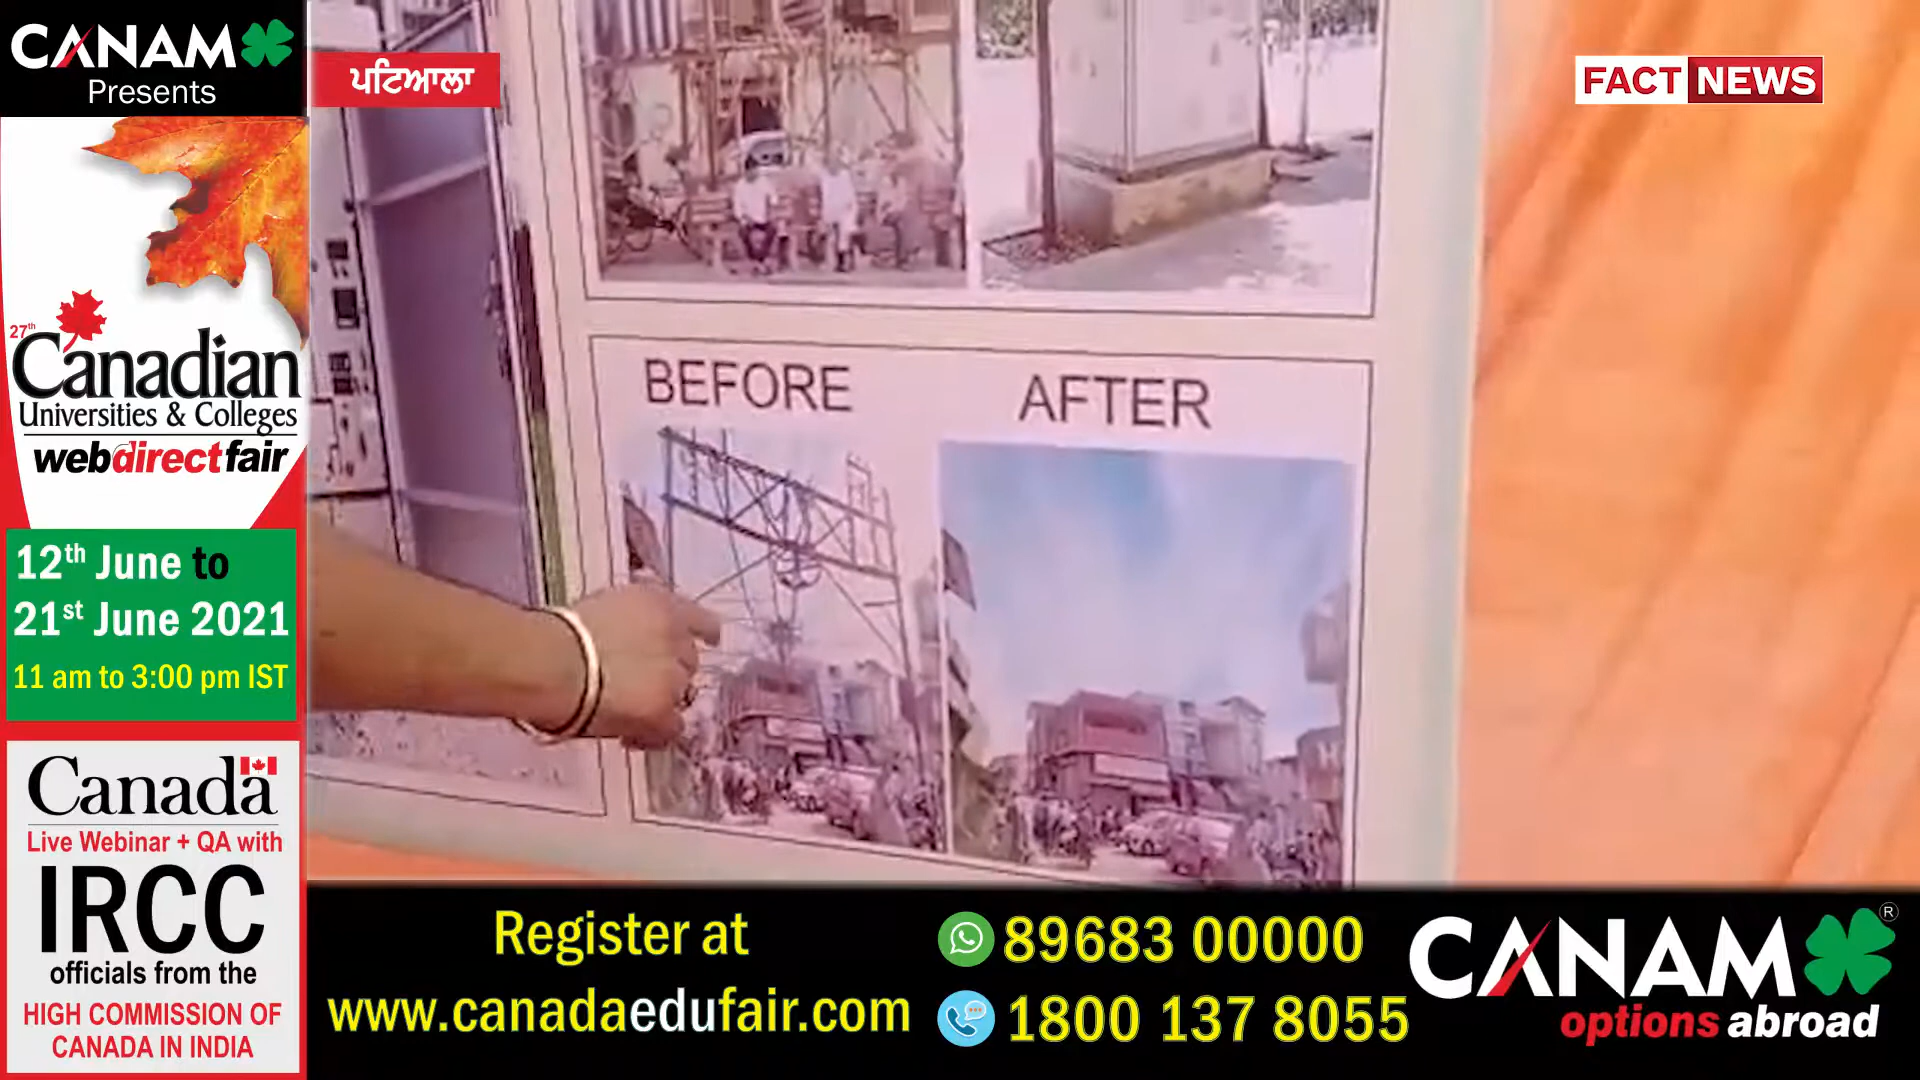 CANAM
Presents
27th
Canadian
Universities & Colleges
webdirectfair
12th June to
21st June 2021
11 am to 3:00 pm IST
Canada
Live Webinar + QA with
IRCC
officials from the
HIGH COMMISSION OF
CANADA IN INDIA
ਪਟਿਆਲਾ
FACT NEWS
BEFORE
AFTER
Register at
www.canadaedufair.com
89683 00000
1800 137 8055
CANAM®
options abroad